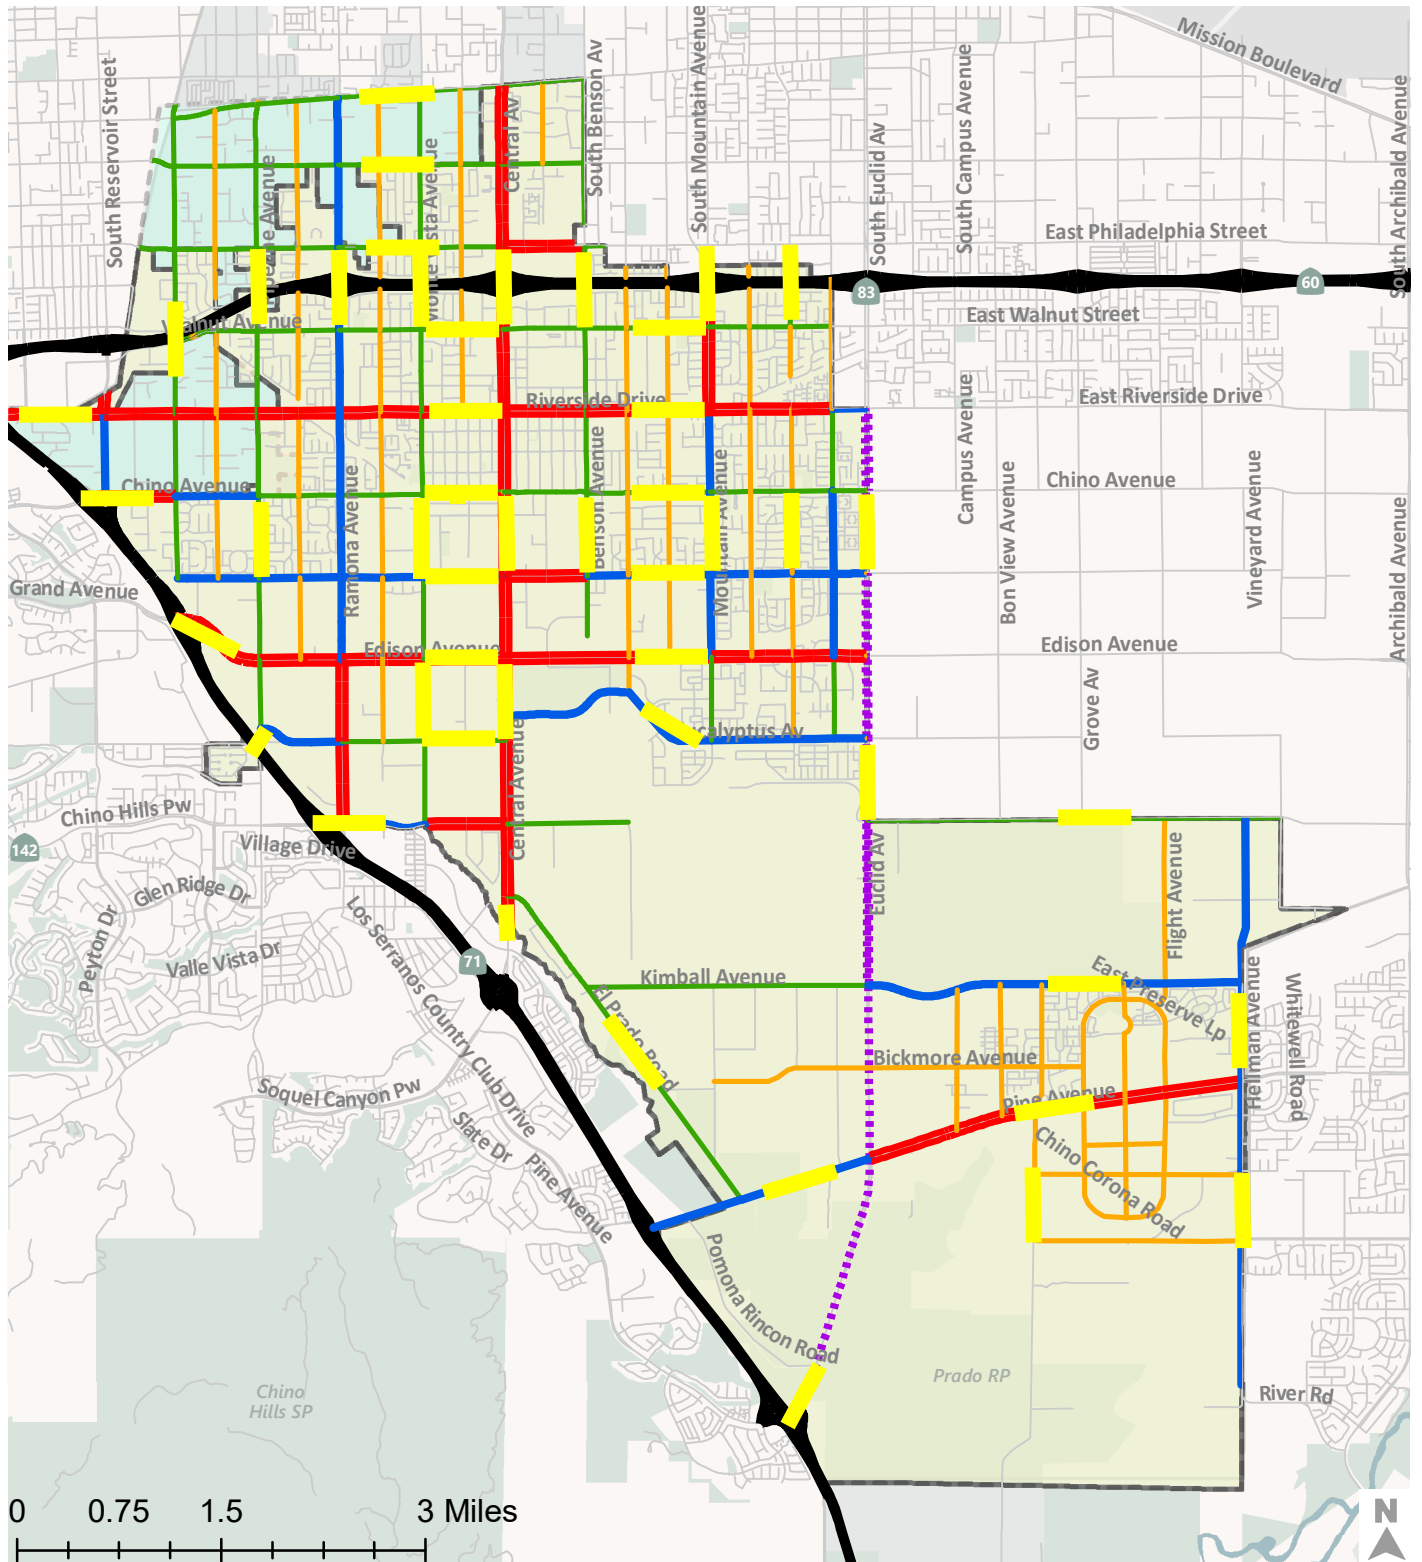 Mission Boulevard
South Reservoir Street
Central Av
South Benson Av
South Mountain Avenue
South Euclid Av
South Campus Avenue
South Archibald Avenue
East Philadelphia Street
83
60
Walnut Avenue
East Walnut Street
Riverside Drive
East Riverside Drive
Campus Avenue
Chino Avenue
Chino Avenue
Ramona Avenue
Benson Avenue
Mountain Avenue
Bon View Avenue
Vineyard Avenue
Archibald Avenue
Grand Avenue
Edison Avenue
Edison Avenue
Grove Av
Central Avenue
Chino Hills Pw
142
Village Drive
Glen Ridge Dr
Euclid Av
Flight Avenue
Peyton Dr
Valle Vista Dr
Los Serranos Country Club Drive
71
Kimball Avenue
East Preserve Lp
El Prado Road
Hellman Avenue
Whitewell Road
Bickmore Avenue
Pine Avenue
Soquel Canyon Pw
Slate Dr
Pine Avenue
Chino Corona Road
Pomona Rincon Road
Chino
Hills SP
Prado RP
River Rd
0 0.75 1.5 3 Miles
N